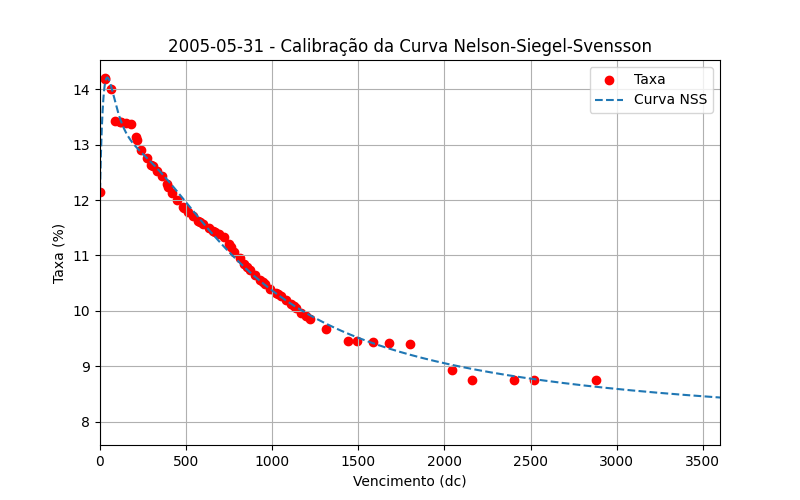 2005-05-31 - Calibração da Curva Nelson-Siegel-Svensson
Taxa
Curva NSS
14
13
12
11
10
9
8
Taxa (%)
0 500 1000 1500 2000 2500 3000 3500
Vencimento (dc)